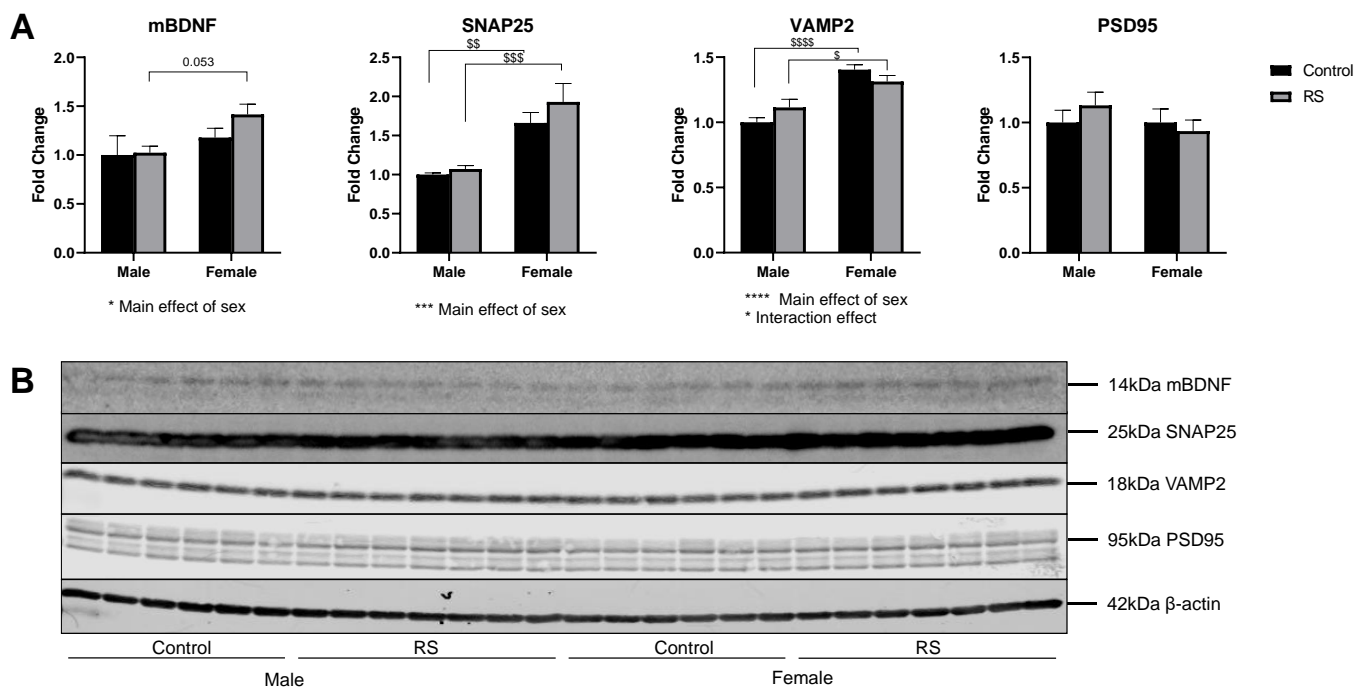 A
mBDNF
SNAP25
VAMP2
PSD95
2.0
1.5
1.0
0.5
0.0
Fold Change
0.053
Male
Female
* Main effect of sex
2.5
2.0
1.5
1.0
0.5
0.0
Fold Change
$$
$$$
Male
Female
*** Main effect of sex
1.5
1.0
0.5
0.0
Fold Change
$$$$
$
Male
Female
**** Main effect of sex
* Interaction effect
1.5
1.0
0.5
0.0
Fold Change
Male
Female
Control
RS
B
14kDa mBDNF
25kDa SNAP25
18kDa VAMP2
95kDa PSD95
42kDa β-actin
Control
RS
Control
RS
Male
Female